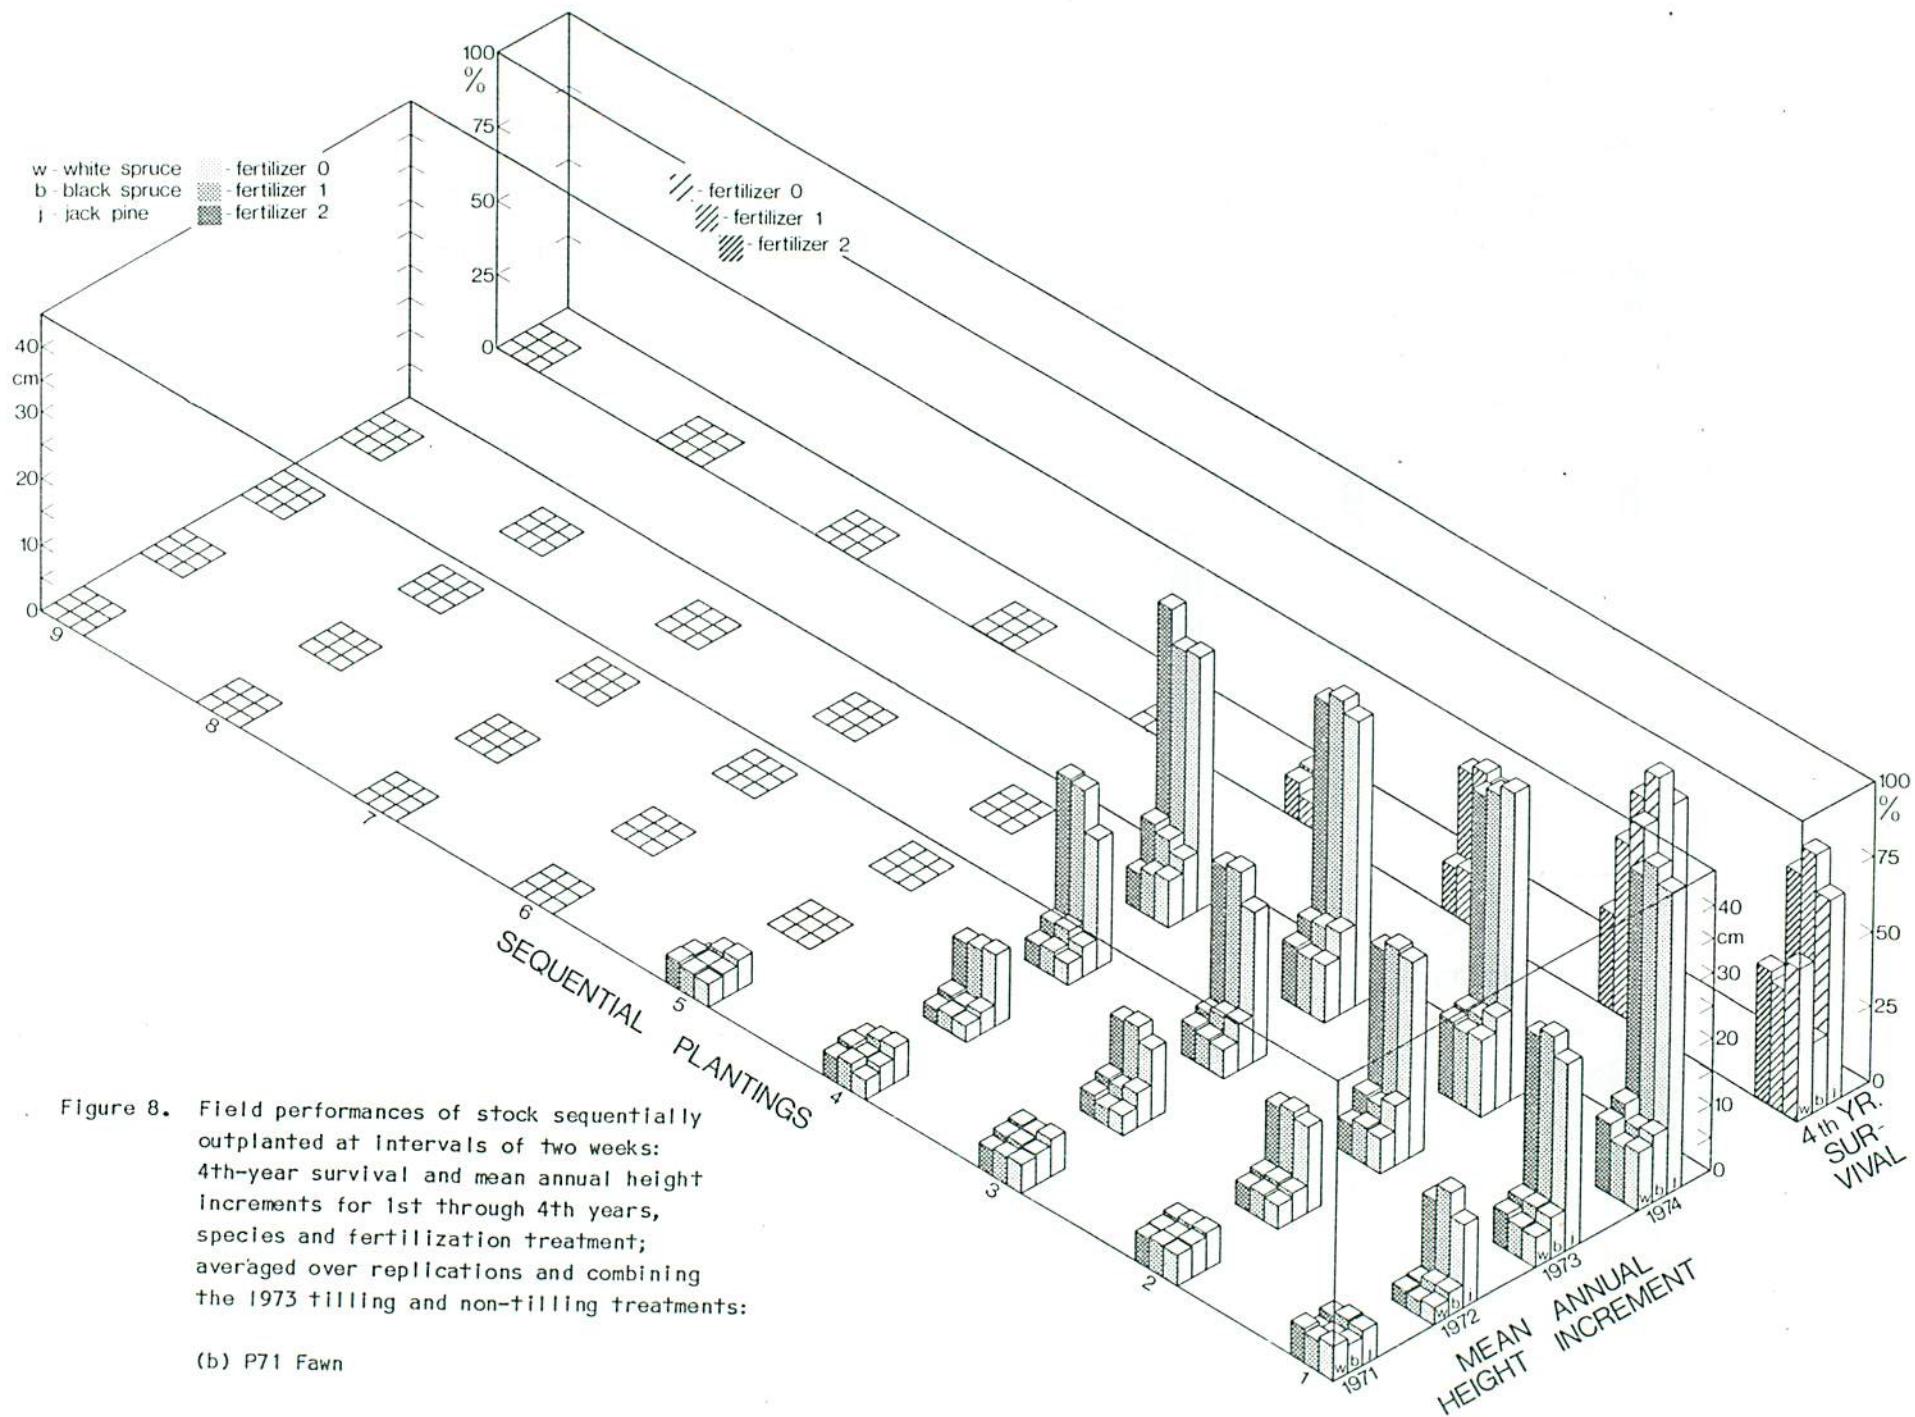 100
%
75
50
25
0
w - white spruce - fertilizer 0
b - black spruce - fertilizer 1
j - jack pine - fertilizer 2
- fertilizer 0
- fertilizer 1
- fertilizer 2
40
cm
30
20
10
0
9
8
7
6
5
4
3
2
1
SEQUENTIAL PLANTINGS
100
%
75
50
25
0
40
cm
30
20
10
0
w b j
w b j
w b j
w b j
w b j
1971
1972
1973
1974
4th YR.
SUR-
VIVAL
MEAN ANNUAL
HEIGHT INCREMENT
Figure 8. Field performances of stock sequentially
outplanted at intervals of two weeks:
4th-year survival and mean annual height
increments for 1st through 4th years,
species and fertilization treatment;
averaged over replications and combining
the 1973 tilling and non-tilling treatments:
(b) P71 Fawn